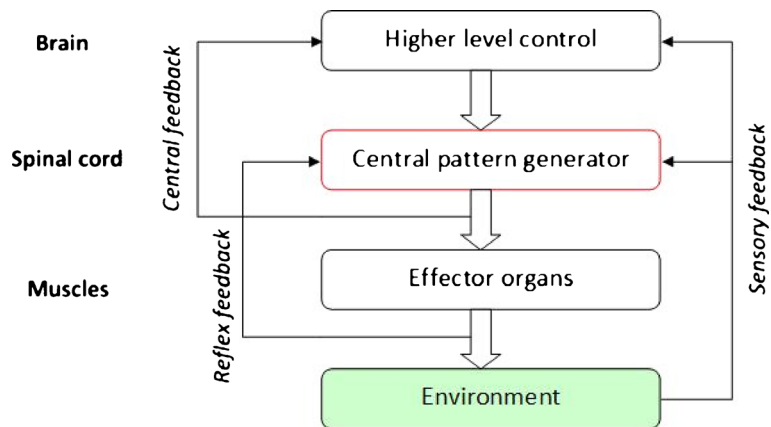 Brain
Higher level control
Central feedback
Spinal cord
Central pattern generator
Sensory feedback
Reflex feedback
Muscles
Effector organs
Environment